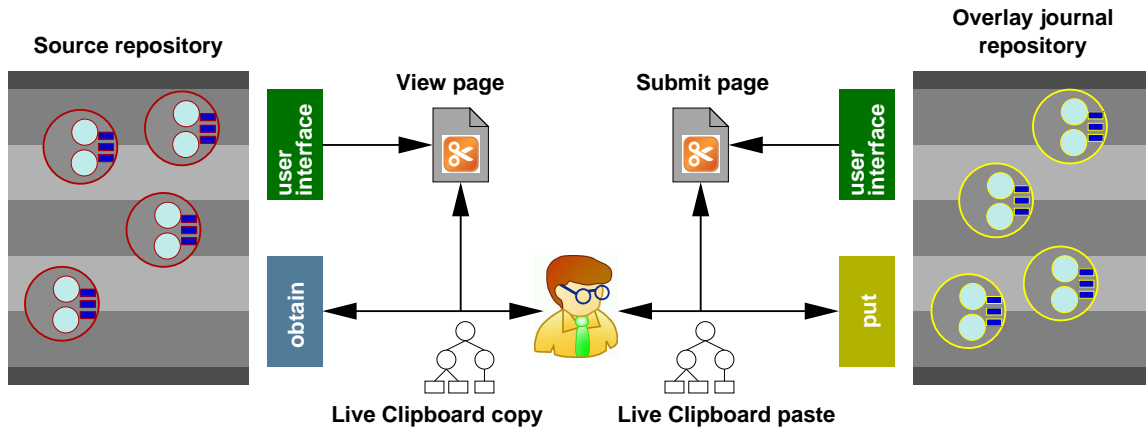 Source repository
Overlay journal
repository
View page
Submit page
user
interface
user
interface
obtain
put
Live Clipboard copy
Live Clipboard paste